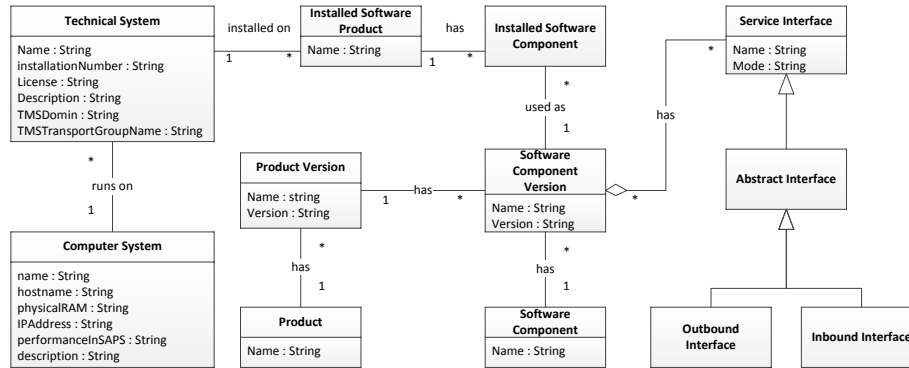 Technical System
Name : String
installationNumber : String
License : String
Description : String
TMSDomin : String
TMSTransportGroupName : String
installed on
1
*
Installed Software
Product
Name : String
has
1
*
Installed Software
Component
*
used as
1
Service Interface
Name : String
Mode : String
*
has
*
*
runs on
1
Product Version
Name : string
Version : String
1
has
*
Software
Component
Version
Name : String
Version : String
Abstract Interface
Computer System
name : String
hostname : String
physicalRAM : String
IPAddress : String
performanceInSAPS : String
description : String
*
has
1
Product
Name : String
*
has
1
Software
Component
Name : String
Outbound
Interface
Inbound Interface